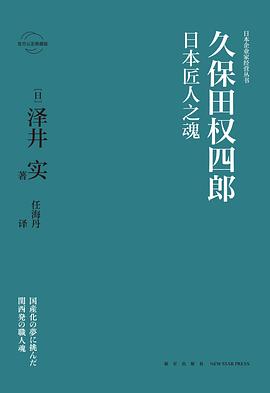 日本企业家经营丛书
久保田权四郎
日本匠人之魂
[日]
泽井 实
著
任海丹
译
国産化の夢に挑んだ
関西発の職人魂
新星出版社 NEW STAR PRESS